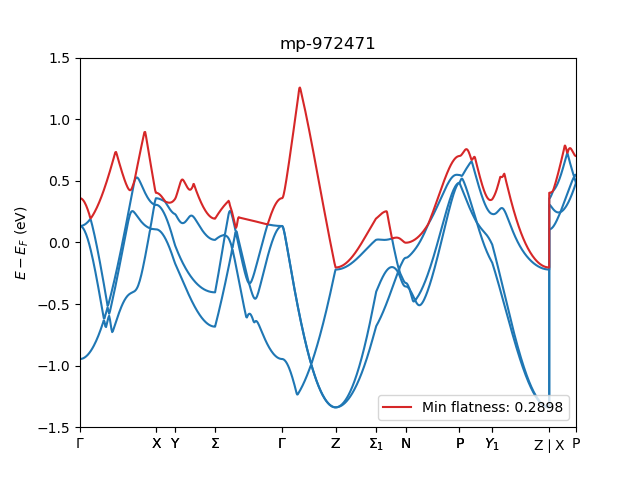 mp-972471
E − E_F (eV)
1.5
1.0
0.5
0.0
−0.5
−1.0
−1.5
Min flatness: 0.2898
Γ X Y Σ Γ Z Σ₁ N P Y₁ Z | X P